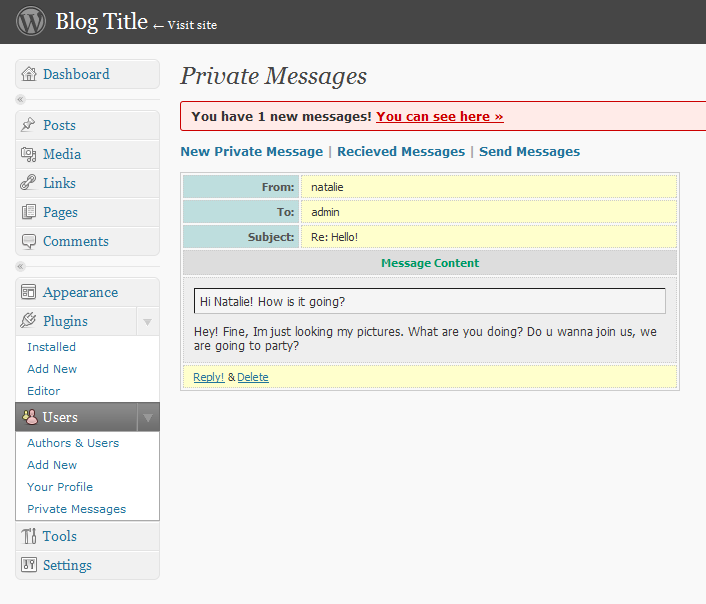 Blog Title ← Visit site
Dashboard
«
Posts
Media
Links
Pages
Comments
«
Appearance
Plugins
Installed
Add New
Editor
Users
Authors & Users
Add New
Your Profile
Private Messages
Tools
Settings
Private Messages
You have 1 new messages! You can see here »
New Private Message | Recieved Messages | Send Messages
From: natalie
To: admin
Subject: Re: Hello!
Message Content
Hi Natalie! How is it going?
Hey! Fine, Im just looking my pictures. What are you doing? Do u wanna join us, we
are going to party?
Reply! & Delete